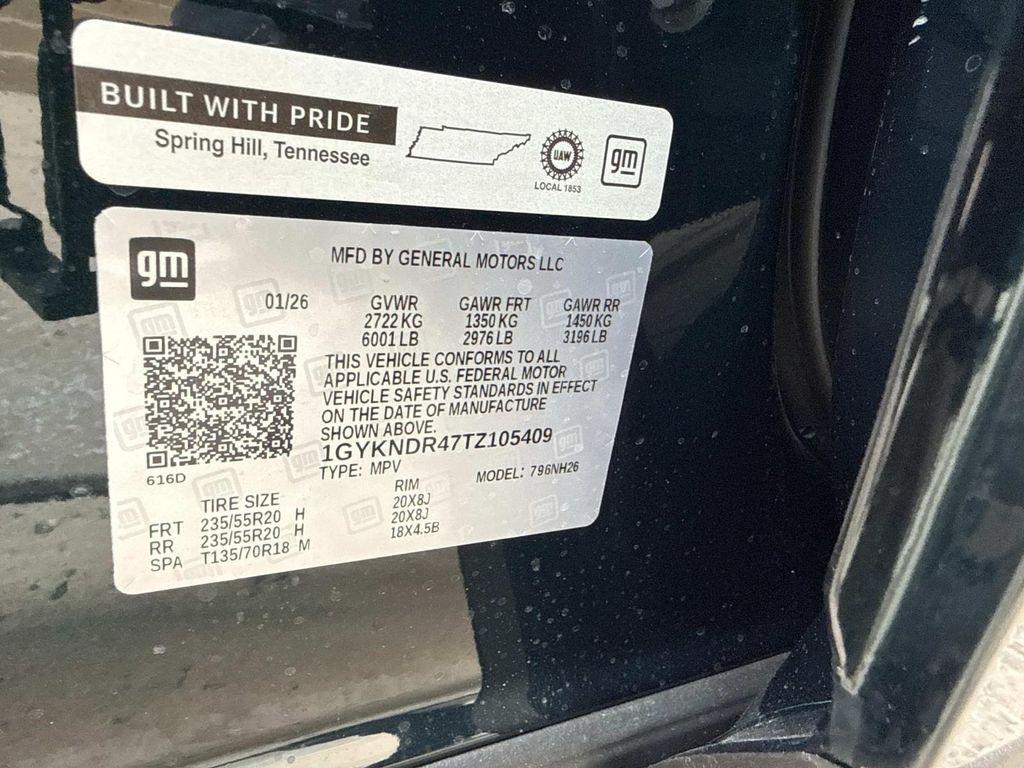 BUILT WITH PRIDE
Spring Hill, Tennessee
UAW
LOCAL 1853
gm
gm
MFD BY GENERAL MOTORS LLC
01/26 GVWR GAWR FRT GAWR RR
2722 KG 1350 KG 1450 KG
6001 LB 2976 LB 3196 LB
THIS VEHICLE CONFORMS TO ALL
APPLICABLE U.S. FEDERAL MOTOR
VEHICLE SAFETY STANDARDS IN EFFECT
ON THE DATE OF MANUFACTURE
SHOWN ABOVE.
1GYKNDR47TZ105409
TYPE: MPV MODEL: 796NH26
616D
TIRE SIZE RIM
FRT 235/55R20 H 20X8J
RR 235/55R20 H 20X8J
SPA T135/70R18 M 18X4.5B